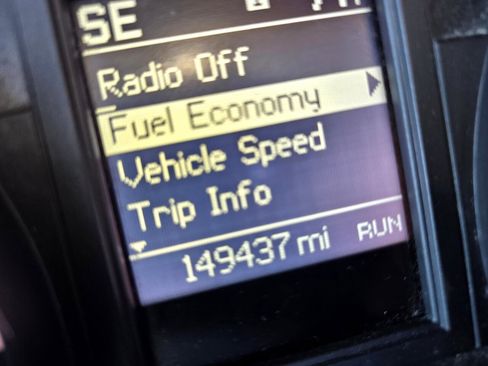 SE
Radio Off
Fuel Economy
Vehicle Speed
Trip Info
149437 mi RUN